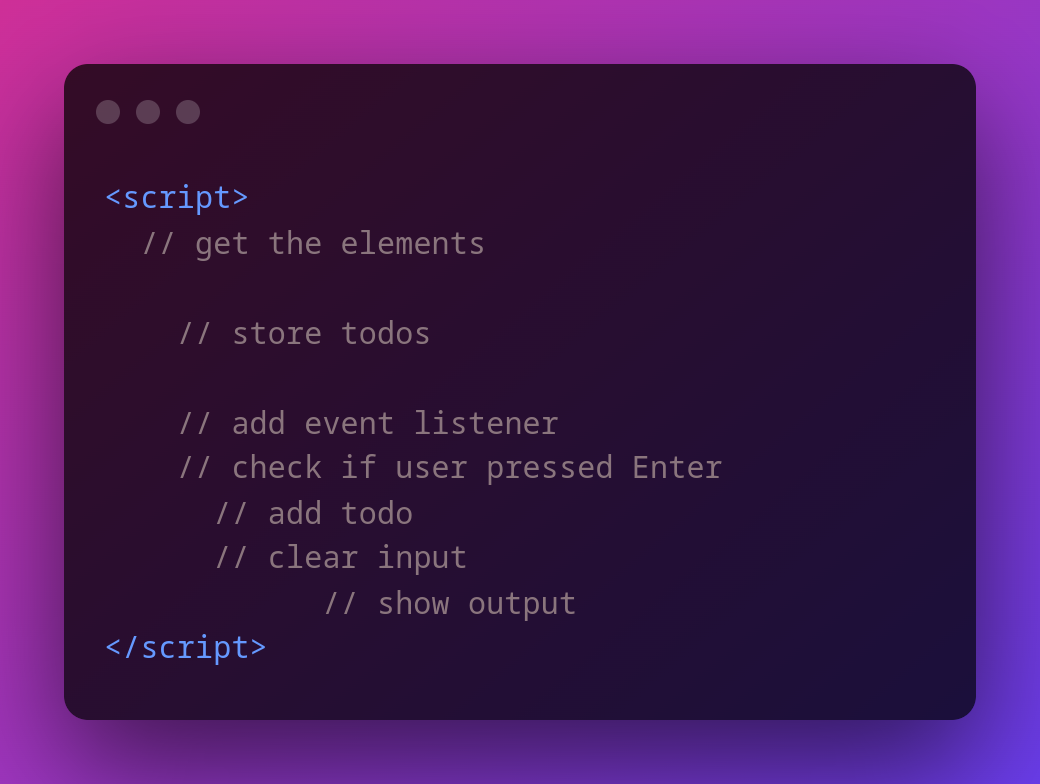 <script>
  // get the elements

    // store todos

    // add event listener
    // check if user pressed Enter
      // add todo
      // clear input
            // show output
</script>